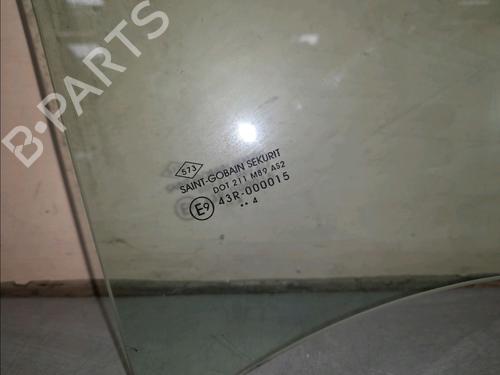 B-PARTS
573
SAINT-GOBAIN SEKURIT
DOT 211 M89 AS2
E9 43R-000015
•• 4